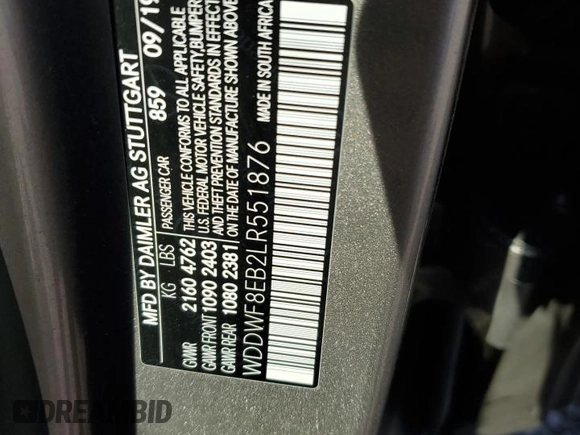 MFD BY DAIMLER AG STUTTGART
859 09/19
KG LBS PASSENGER CAR
GVWR 2160 4762
GWR FRONT 1090 2403
GWR REAR 1080 2381
THIS VEHICLE CONFORMS TO ALL APPLICABLE
U.S. FEDERAL MOTOR VEHICLE SAFETY, BUMPER
AND THEFT PREVENTION STANDARDS IN EFFECT
ON THE DATE OF MANUFACTURE SHOWN ABOVE
WDDWF8EB2LR551876
MADE IN SOUTH AFRICA
DREAMBID